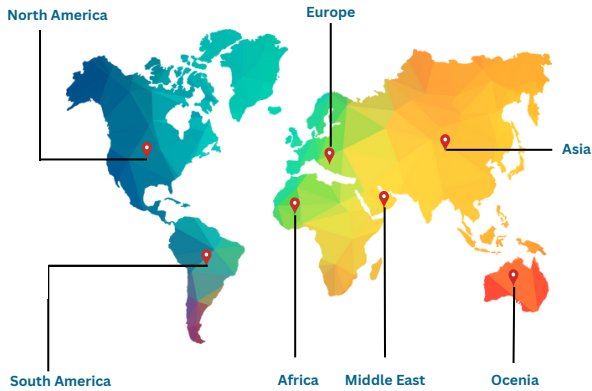 North America
Europe
Asia
South America
Africa
Middle East
Ocenia